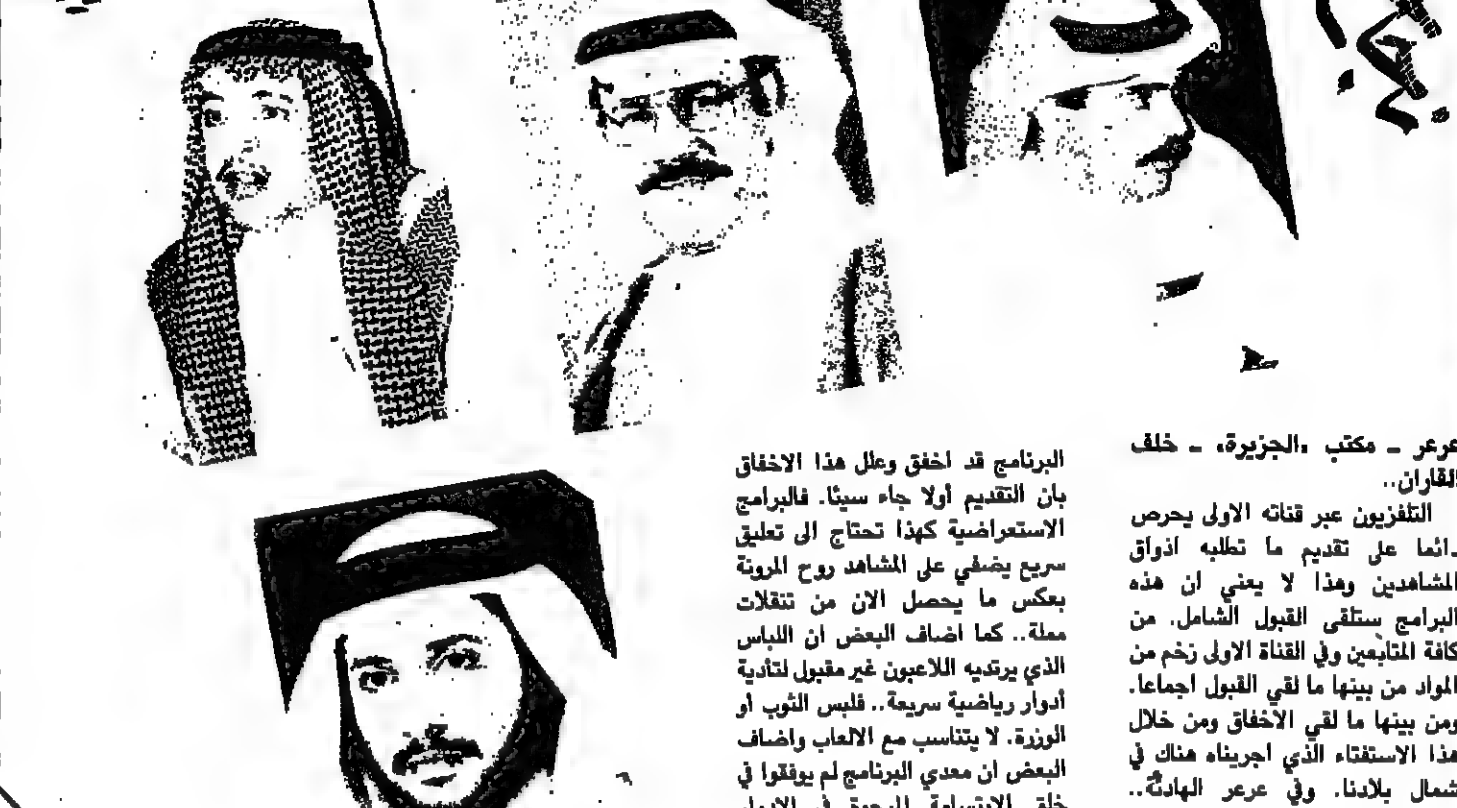 عرعر ـ مكتب «الجزيرة» ـ خلف
القاران..
التلفزيون عبر قناته الاولى يحرص
دائما على تقديم ما تطلبه اذواق
المشاهدين وهذا لا يعني ان هذه
البرامج ستلقى القبول الشامل. من
كافة المتابعين وفي القناة الاولى زخم من
المواد من بينها ما لقي القبول اجماعا.
ومن بينها ما لقي الاخفاق ومن خلال
هذا الاستفتاء الذي اجريناه هناك في
شمال بلادنا. وفي عرعر الهادئة..
البرنامج قد اخفق وعلل هذا الاخفاق
بان التقديم أولا جاء سيئا. فالبرامج
الاستعراضية كهذا تحتاج الى تعليق
سريع يضفي على المشاهد روح المرونة
بعكس ما يحصل الان من تنقلات
مملة.. كما اضاف البعض ان اللباس
الذي يرتديه اللاعبون غير مقبول لتأدية
أدوار رياضية سريعة.. فلبس الثوب أو
الوزرة. لا يتناسب مع الالعاب واضاف
البعض ان معدي البرنامج لم يوفقوا في